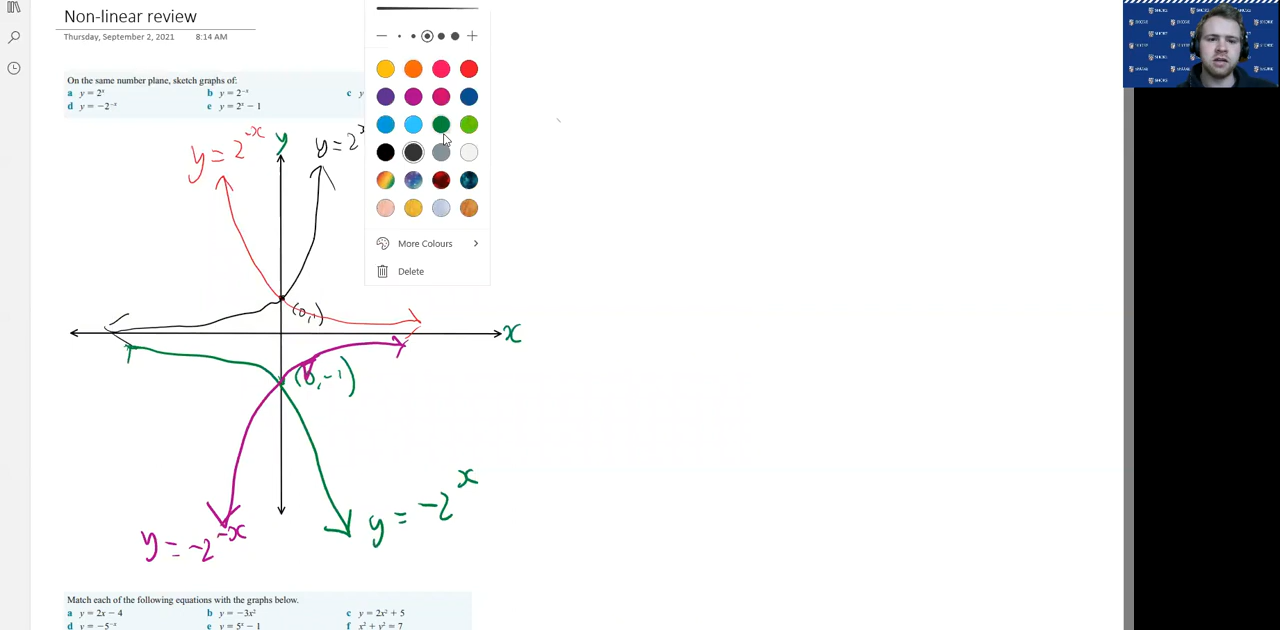 Non-linear review
Thursday, September 2, 2021 8:14 AM
On the same number plane, sketch graphs of:
a y = 2ˣ b y = 2⁻ˣ c y
d y = −2⁻ˣ e y = 2ˣ − 1
y = 2⁻ˣ y y = 2ˣ
(0,1)
x
(0,-1)
y = -2ˣ
y = -2⁻ˣ
More Colours
Delete
Match each of the following equations with the graphs below.
a y = 2x − 4 b y = −3x² c y = 2x² + 5
d y = −5⁻ˣ e y = 5ˣ − 1 f x² + y² = 7